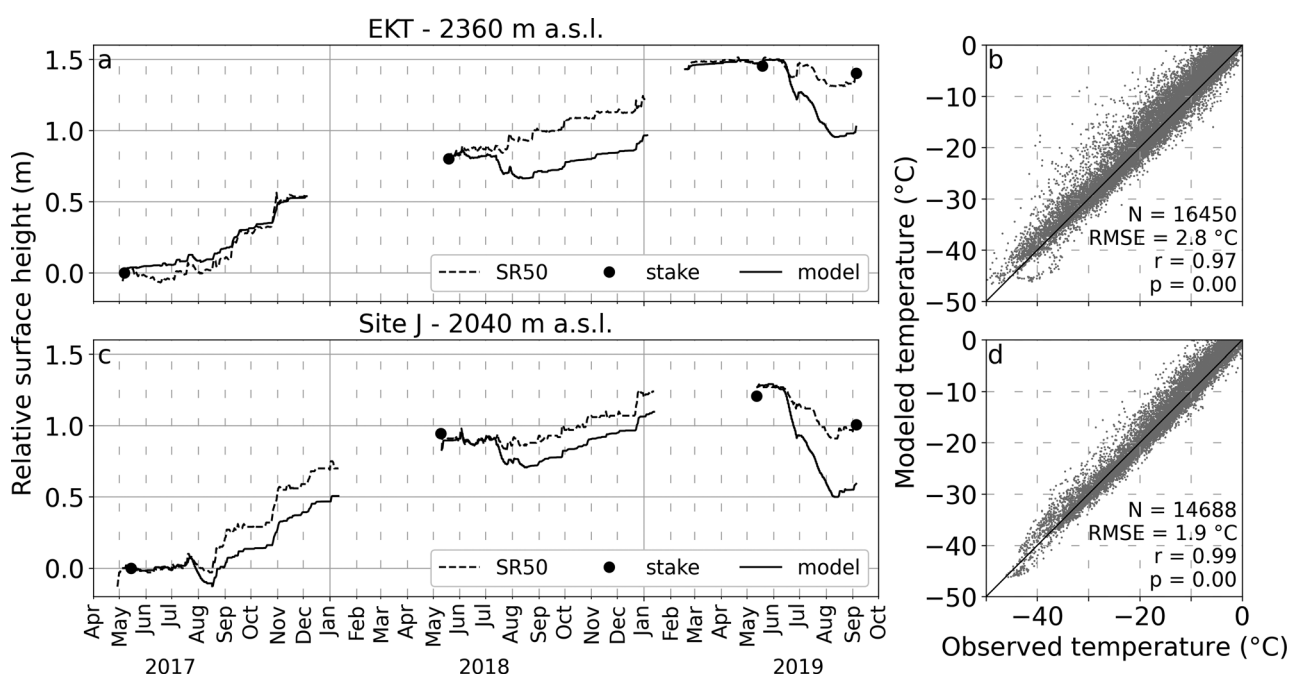 EKT - 2360 m a.s.l.
a
1.5
1.0
0.5
0.0
SR50 stake model
Site J - 2040 m a.s.l.
c
1.5
1.0
0.5
0.0
SR50 stake model
Relative surface height (m)
Apr May Jun Jul Aug Sep Oct Nov Dec Jan Feb Mar Apr May Jun Jul Aug Sep Oct Nov Dec Jan Feb Mar Apr May Jun Jul Aug Sep Oct
2017 2018 2019
b
0
−10
−20
−30
−40
−50
N = 16450
RMSE = 2.8 °C
r = 0.97
p = 0.00
d
0
−10
−20
−30
−40
−50
N = 14688
RMSE = 1.9 °C
r = 0.99
p = 0.00
Modeled temperature (°C)
−40 −20 0
Observed temperature (°C)